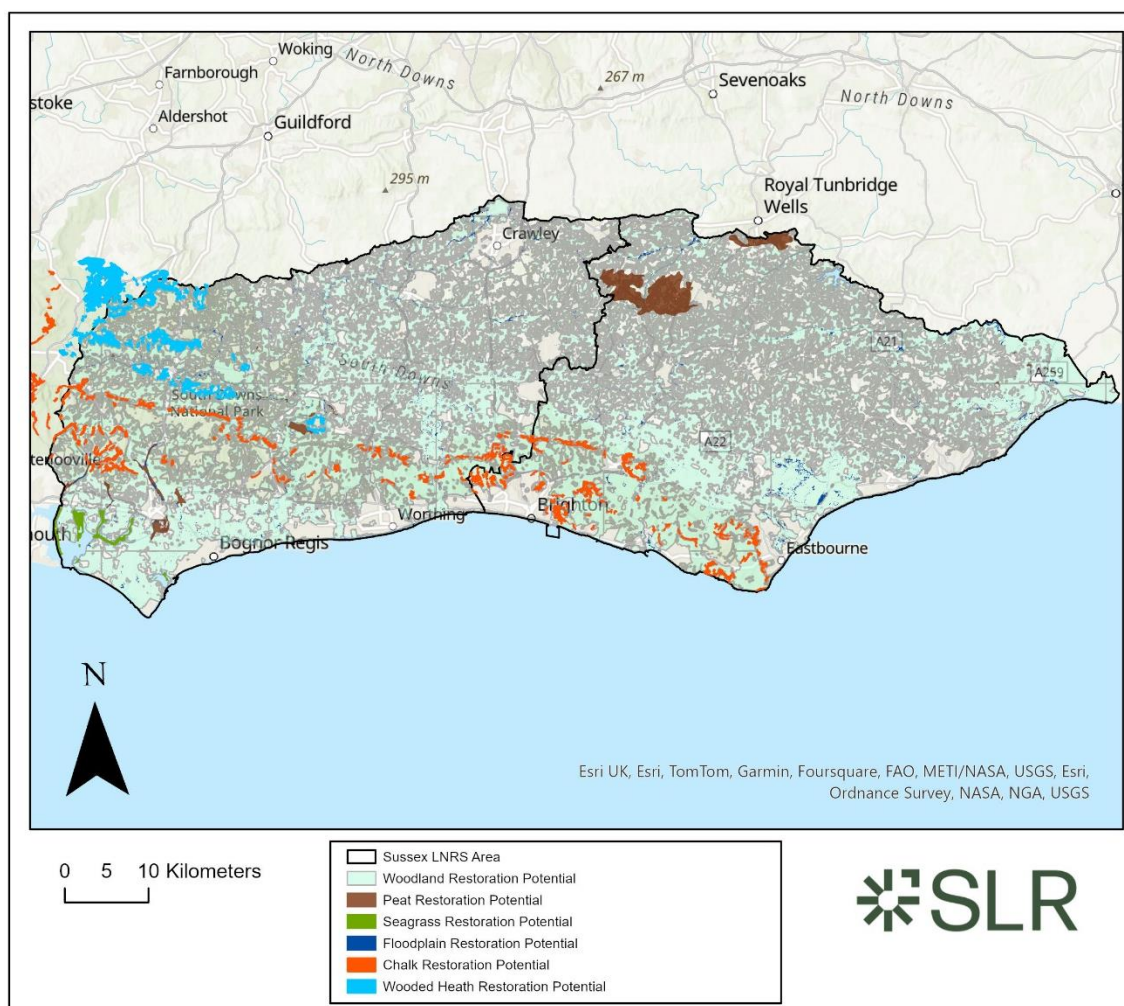 Woking
Farnborough
North Downs
267 m
Sevenoaks
North Downs
stoke
Aldershot
Guildford
295 m
Royal Tunbridge
Wells
Crawley
A21
South Downs
A259
South Downs
National Park
A22
terlooville
Worthing
Brighton
Eastbourne
mouth
Bognor Regis
N
Esri UK, Esri, TomTom, Garmin, Foursquare, FAO, METI/NASA, USGS, Esri,
Ordnance Survey, NASA, NGA, USGS
0 5 10 Kilometers
Sussex LNRS Area
Woodland Restoration Potential
Peat Restoration Potential
Seagrass Restoration Potential
Floodplain Restoration Potential
Chalk Restoration Potential
Wooded Heath Restoration Potential
SLR